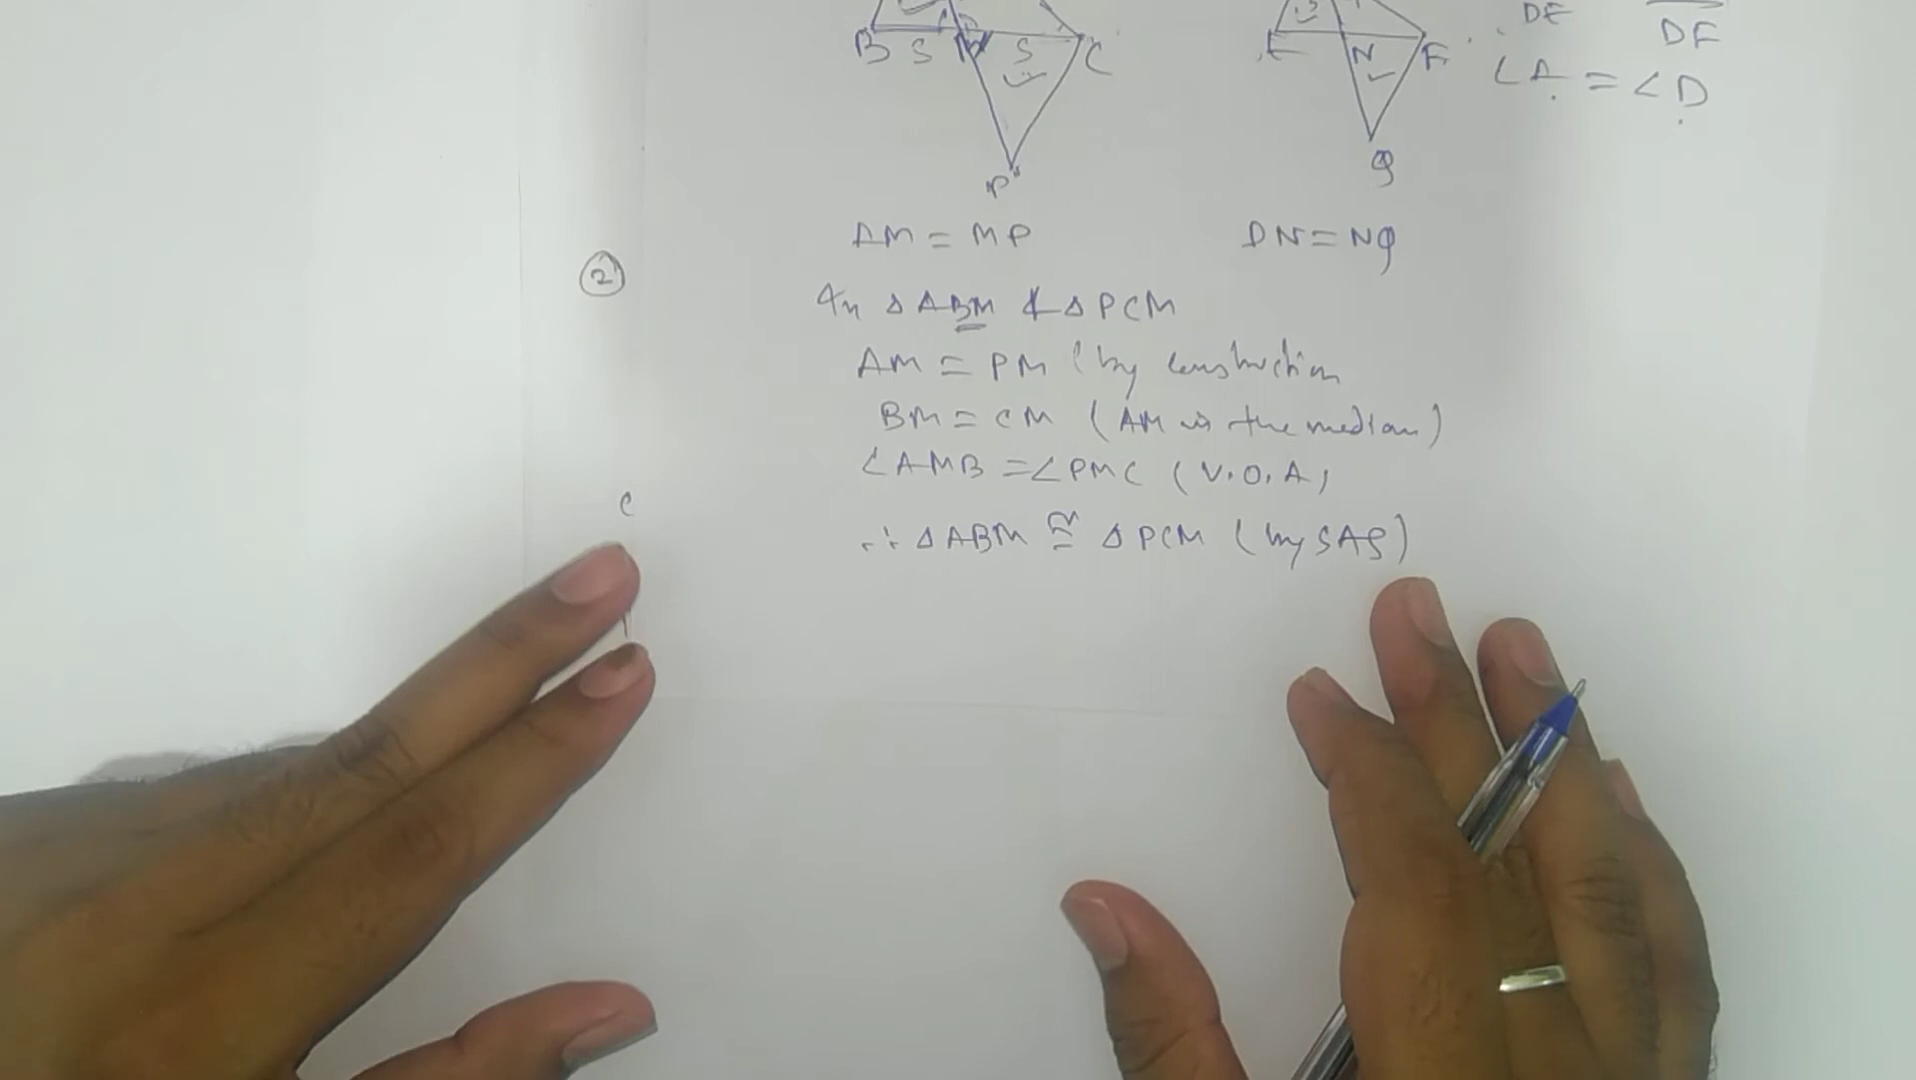 B S M S C
E N F
DE DF
∠A = ∠D
P
Q
AM = MP
DN = NQ
2
In Δ ABM & Δ PCM
AM = PM (by construction
BM = CM (AM is the median)
∠AMB = ∠PMC (V.O.A)
C
∴ Δ ABM ≅ Δ PCM (by SAS)